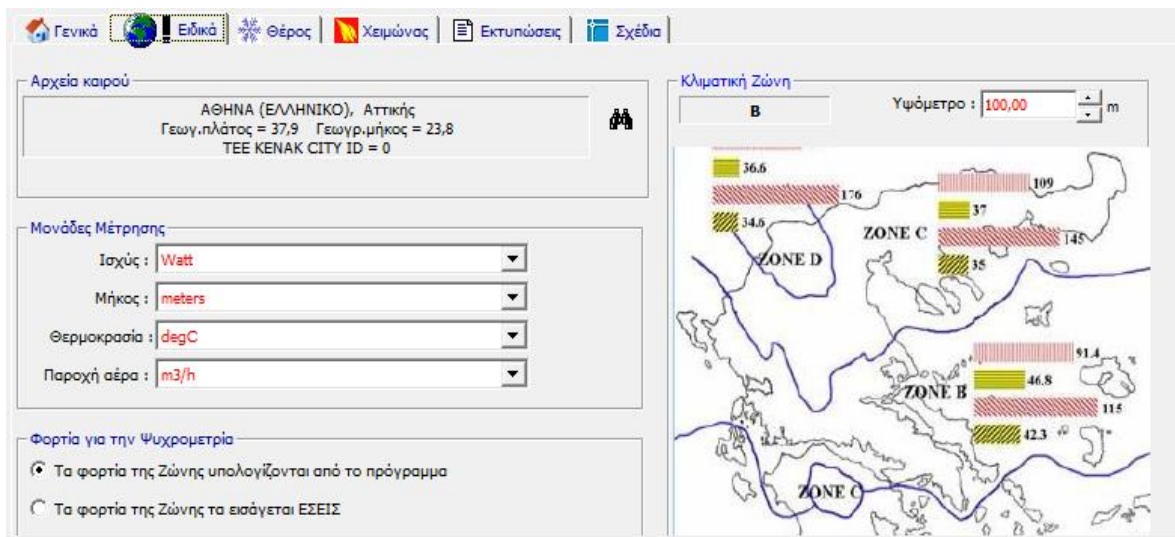 Γενικά Ειδικά Θέρος Χειμώνας Εκτυπώσεις Σχέδια
Αρχεία καιρού
ΑΘΗΝΑ (ΕΛΛΗΝΙΚΟ), Αττικής
Γεωγ.πλάτος = 37,9 Γεωγρ.μήκος = 23,8
TEE KENAK CITY ID = 0
Μονάδες Μέτρησης
Ισχύς : Watt
Μήκος : meters
Θερμοκρασία : degC
Παροχή αέρα : m3/h
Φορτία για την Ψυχρομετρία
Τα φορτία της Ζώνης υπολογίζονται από το πρόγραμμα
Τα φορτία της Ζώνης τα εισάγεται ΕΣΕΙΣ
Κλιματική Ζώνη
B Υψόμετρο : 100,00 m
36.6
176
34.6
ZONE D
109
37
ZONE C
145
35
91.4
46.8
ZONE B
115
42.3
ZONE C